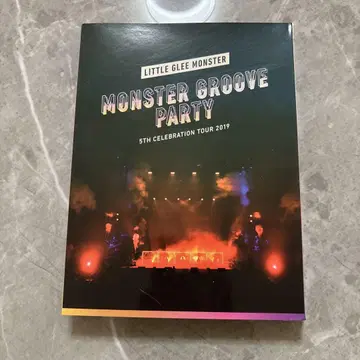 LITTLE GLEE MONSTER
MONSTER GROOVE
PARTY
5TH CELEBRATION TOUR 2019